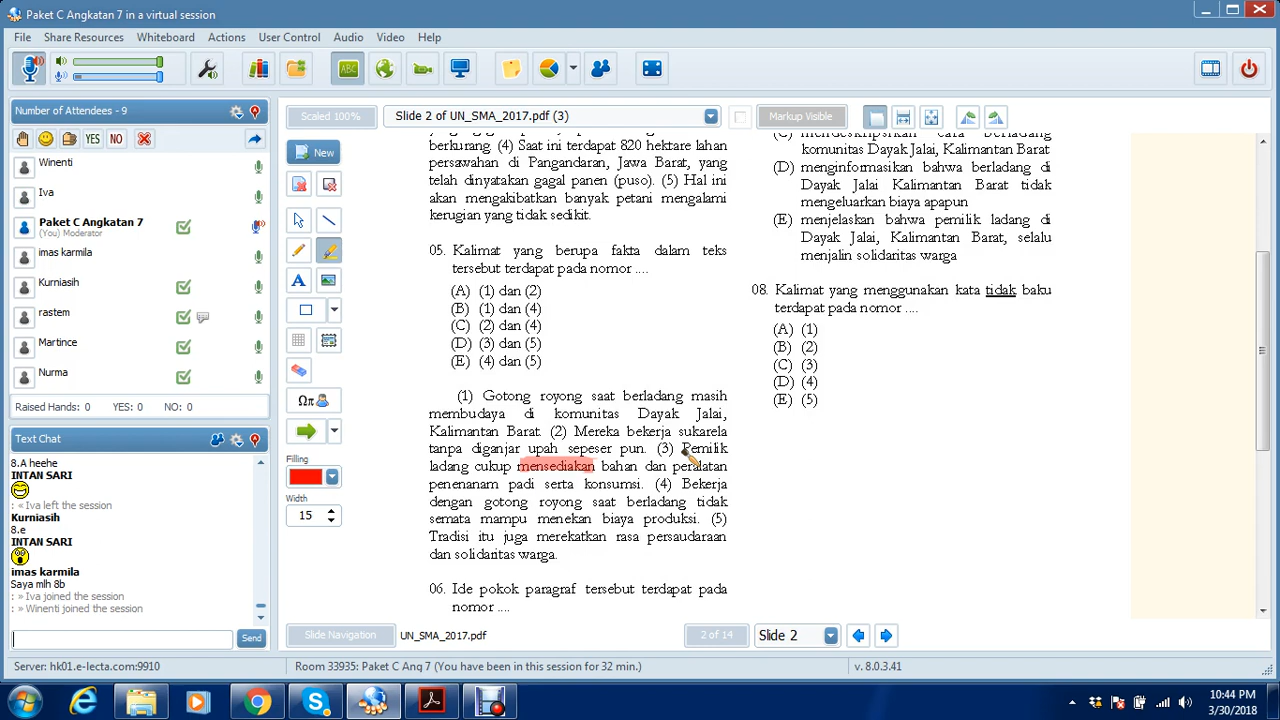 Paket C Angkatan 7 in a virtual session
File Share Resources Whiteboard Actions User Control Audio Video Help
ABC
Number of Attendees - 9
YES NO
Winenti
Iva
Paket C Angkatan 7
(You) Moderator
imas karmila
Kurniasih
rastem
Martince
Nurma
Raised Hands: 0 YES: 0 NO: 0
Text Chat
8.A heehe
INTAN SARI
: » Iva left the session
Kurniasih
8.e
INTAN SARI
imas karmila
Saya mlh 8b
: » Iva joined the session
: » Winenti joined the session
Send
Scaled 100%
Slide 2 of UN_SMA_2017.pdf (3)
Markup Visible
New
A
Ωπ
Filling
Width
15
berkurang. (4) Saat ini terdapat 820 hektare lahan
persawahan di Pangandaran, Jawa Barat, yang
telah dinyatakan gagal panen (puso). (5) Hal ini
akan mengakibatkan banyak petani mengalami
kerugian yang tidak sedikit.
05. Kalimat yang berupa fakta dalam teks
tersebut terdapat pada nomor ....
(A) (1) dan (2)
(B) (1) dan (4)
(C) (2) dan (4)
(D) (3) dan (5)
(E) (4) dan (5)
(1) Gotong royong saat berladang masih
membudaya di komunitas Dayak Jalai,
Kalimantan Barat. (2) Mereka bekerja sukarela
tanpa diganjar upah sepeser pun. (3) Pemilik
ladang cukup mensediakan bahan dan peralatan
penenanam padi serta konsumsi. (4) Bekerja
dengan gotong royong saat berladang tidak
semata mampu menekan biaya produksi. (5)
Tradisi itu juga merekatkan rasa persaudaraan
dan solidaritas warga.
06. Ide pokok paragraf tersebut terdapat pada
nomor ....
(C) mendeskripsikan cara berladang
komunitas Dayak Jalai, Kalimantan Barat
(D) menginformasikan bahwa berladang di
Dayak Jalai Kalimantan Barat tidak
mengeluarkan biaya apapun
(E) menjelaskan bahwa pemilik ladang di
Dayak Jalai, Kalimantan Barat, selalu
menjalin solidaritas warga
08. Kalimat yang menggunakan kata tidak baku
terdapat pada nomor ....
(A) (1)
(B) (2)
(C) (3)
(D) (4)
(E) (5)
Slide Navigation
UN_SMA_2017.pdf
2 of 14
Slide 2
Server: hk01.e-lecta.com:9910
Room 33935: Paket C Ang 7 (You have been in this session for 32 min.)
v. 8.0.3.41
10:44 PM
3/30/2018